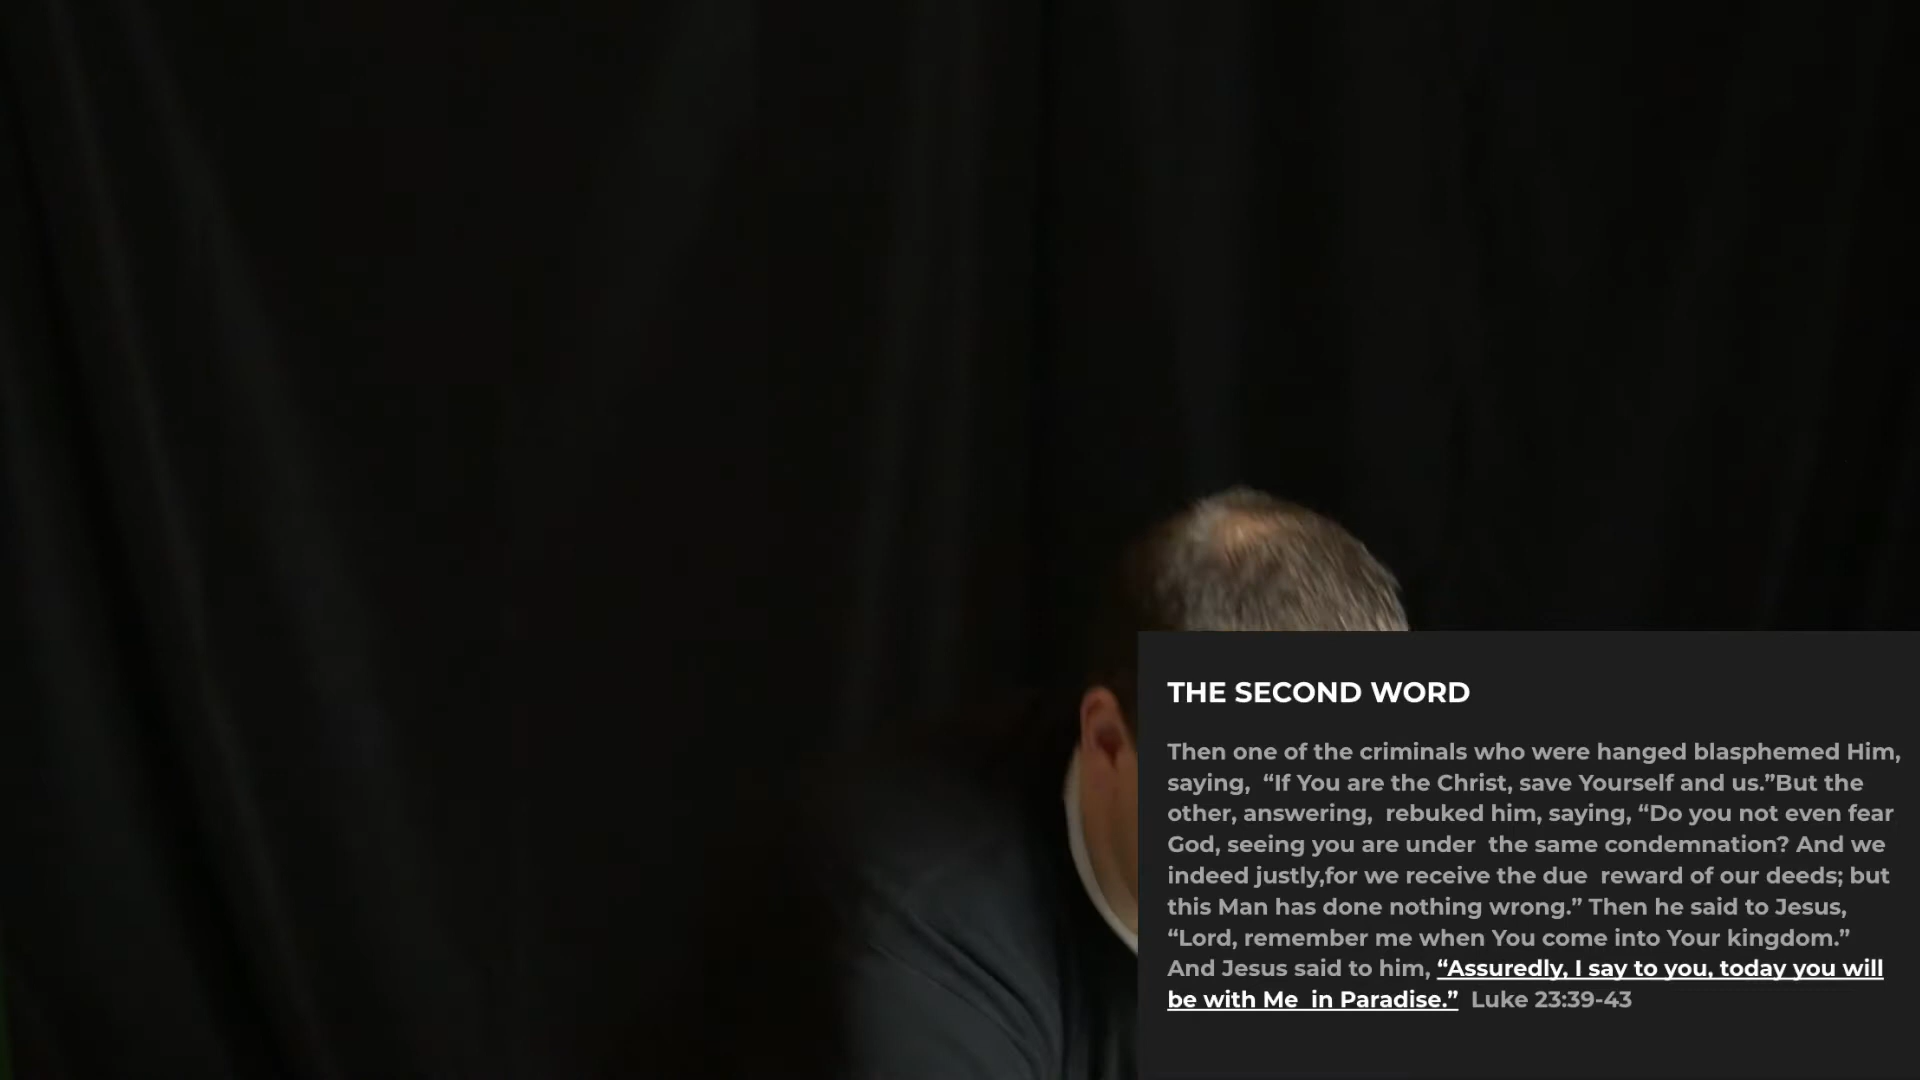 THE SECOND WORD
Then one of the criminals who were hanged blasphemed Him,
saying,  “If You are the Christ, save Yourself and us.”But the
other, answering,  rebuked him, saying, “Do you not even fear
God, seeing you are under  the same condemnation? And we
indeed justly,for we receive the due  reward of our deeds; but
this Man has done nothing wrong.” Then he said to Jesus,
“Lord, remember me when You come into Your kingdom.”
And Jesus said to him, “Assuredly, I say to you, today you will
be with Me  in Paradise.”  Luke 23:39-43